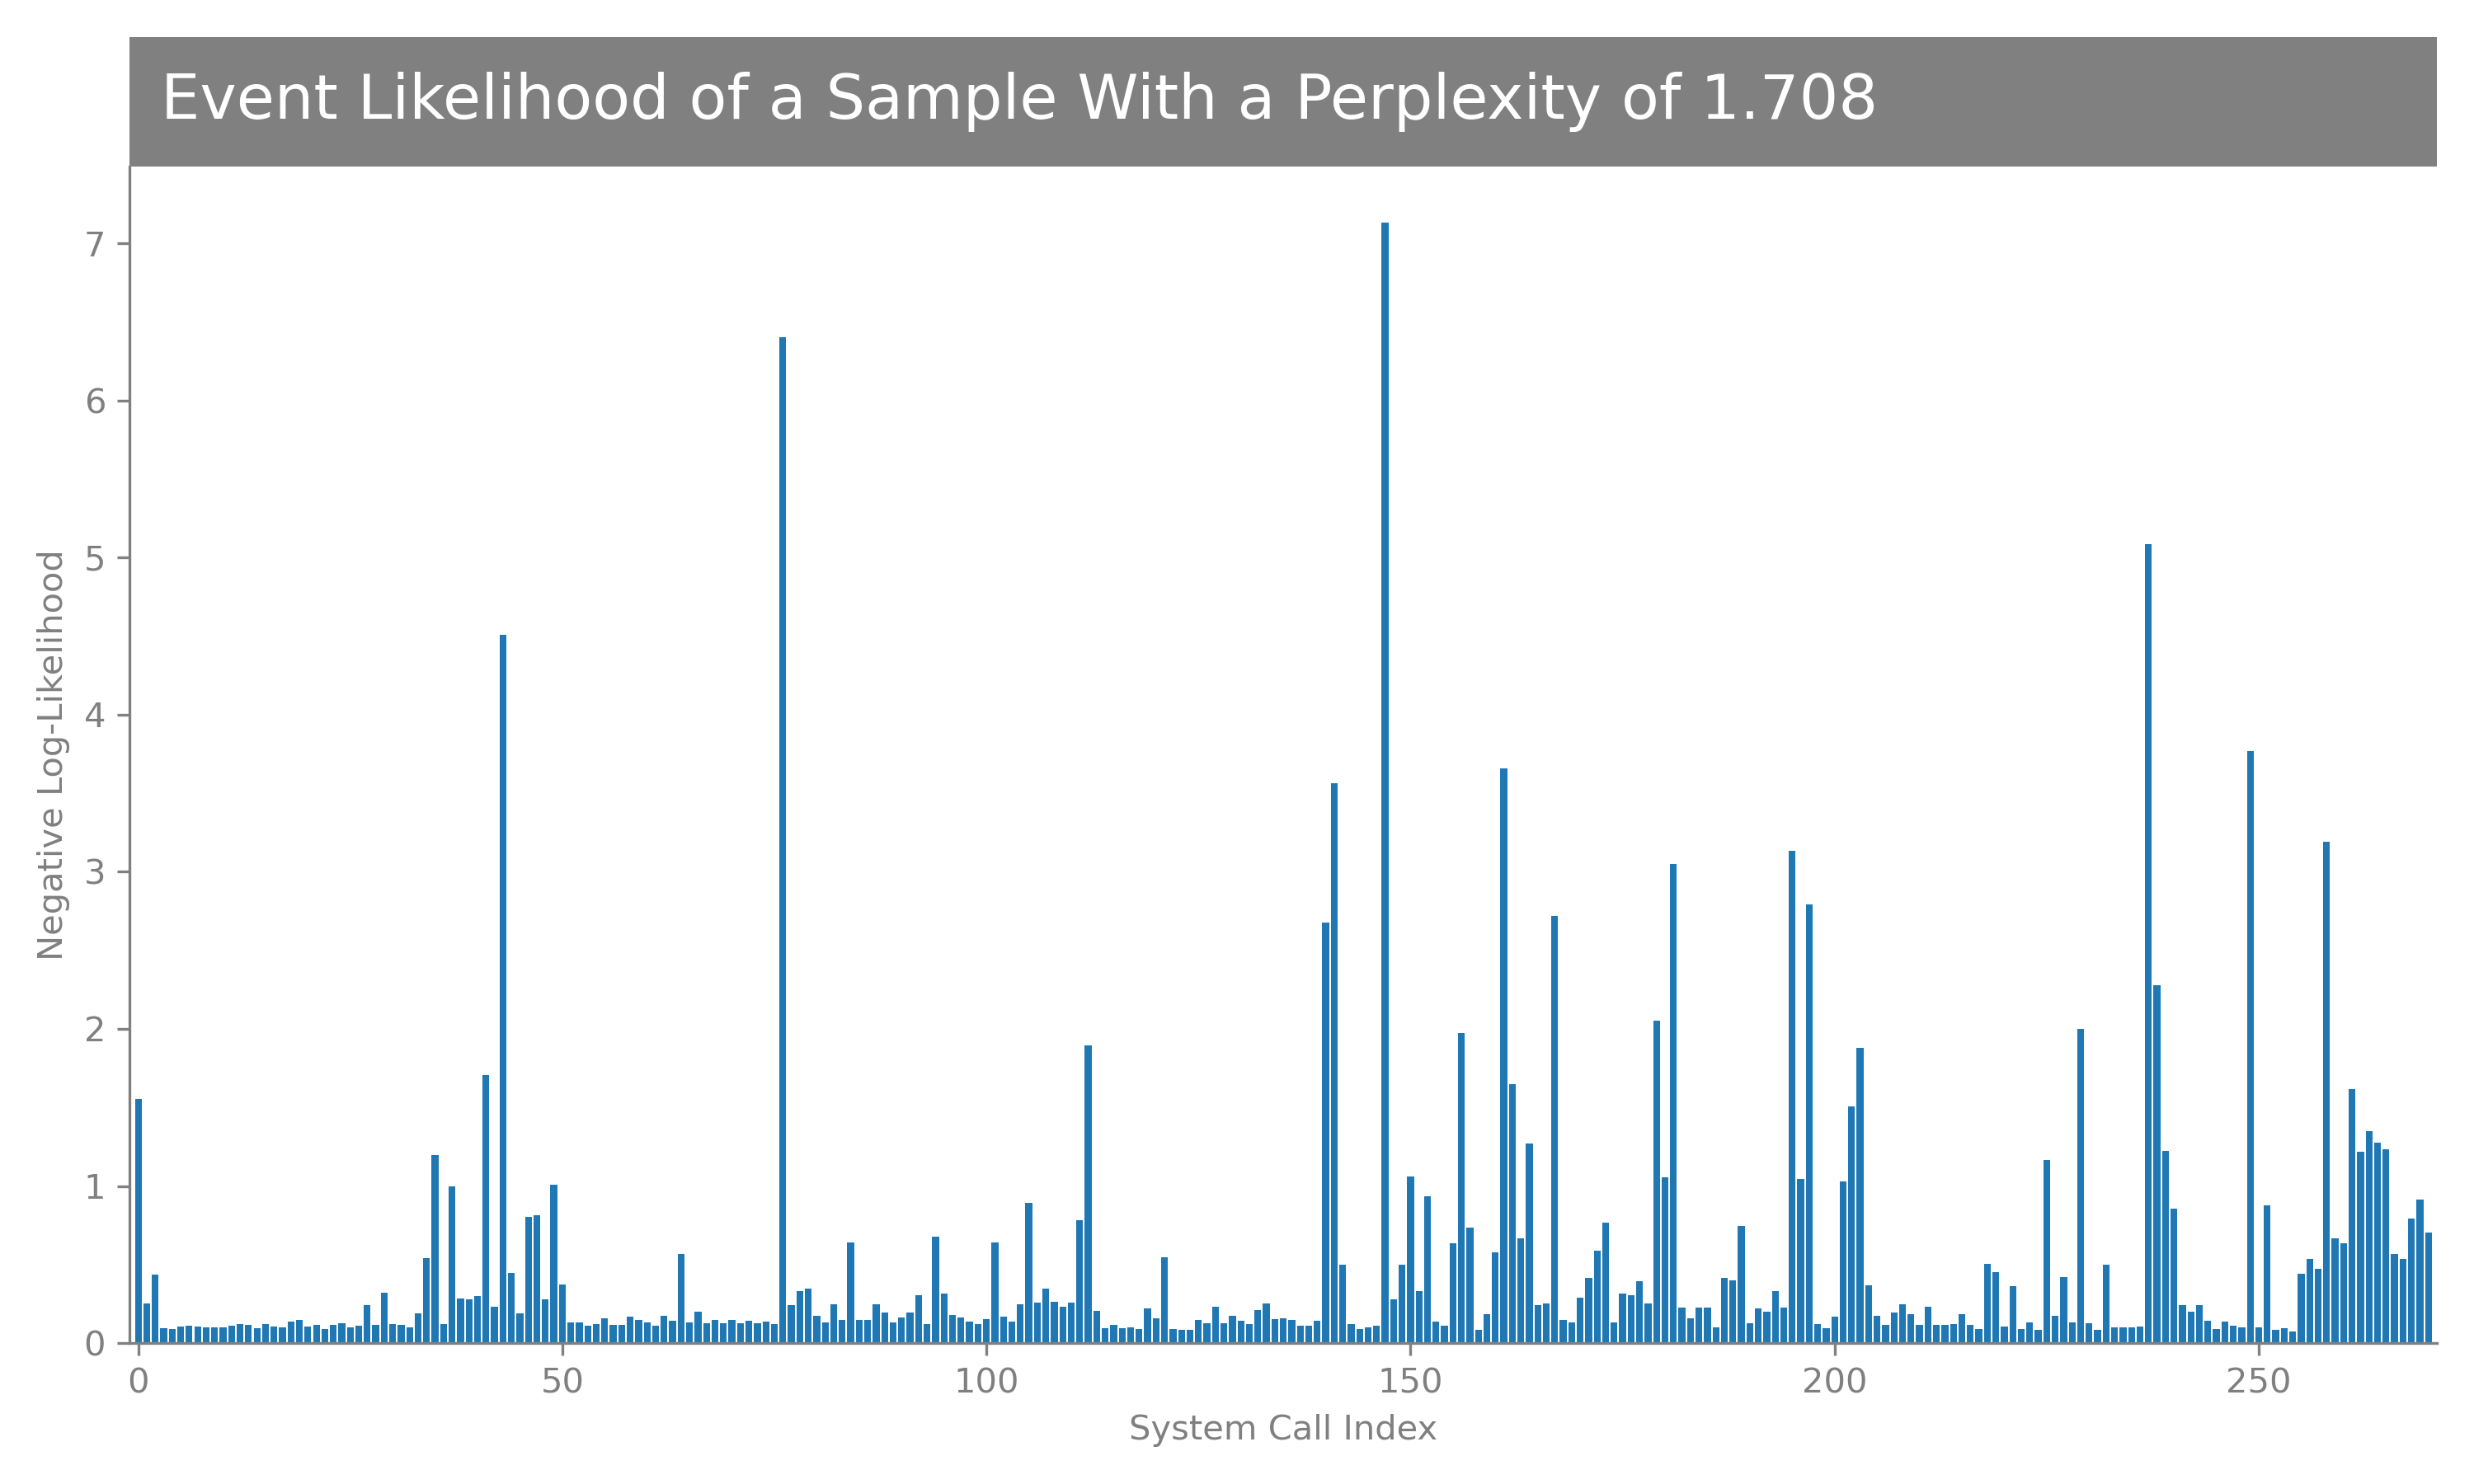 Event Likelihood of a Sample With a Perplexity of 1.708
7
6
5
4
3
2
1
0
Negative Log-Likelihood
0 50 100 150 200 250
System Call Index